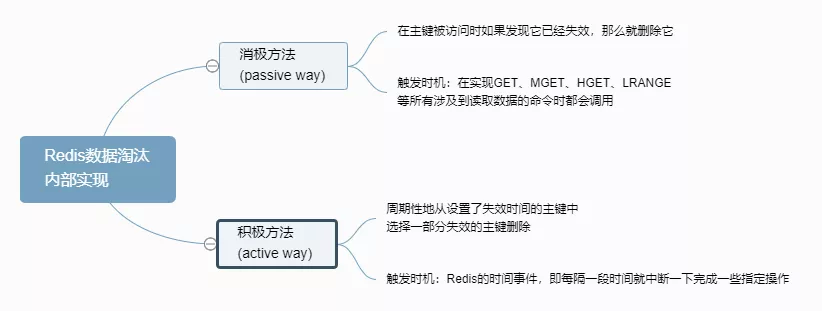 Redis数据淘汰
内部实现
消极方法
(passive way)
在主键被访问时如果发现它已经失效，那么就删除它
触发时机：在实现GET、MGET、HGET、LRANGE
等所有涉及到读取数据的命令时都会调用
积极方法
(active way)
周期性地从设置了失效时间的主键中
选择一部分失效的主键删除
触发时机：Redis的时间事件，即每隔一段时间就中断一下完成一些指定操作